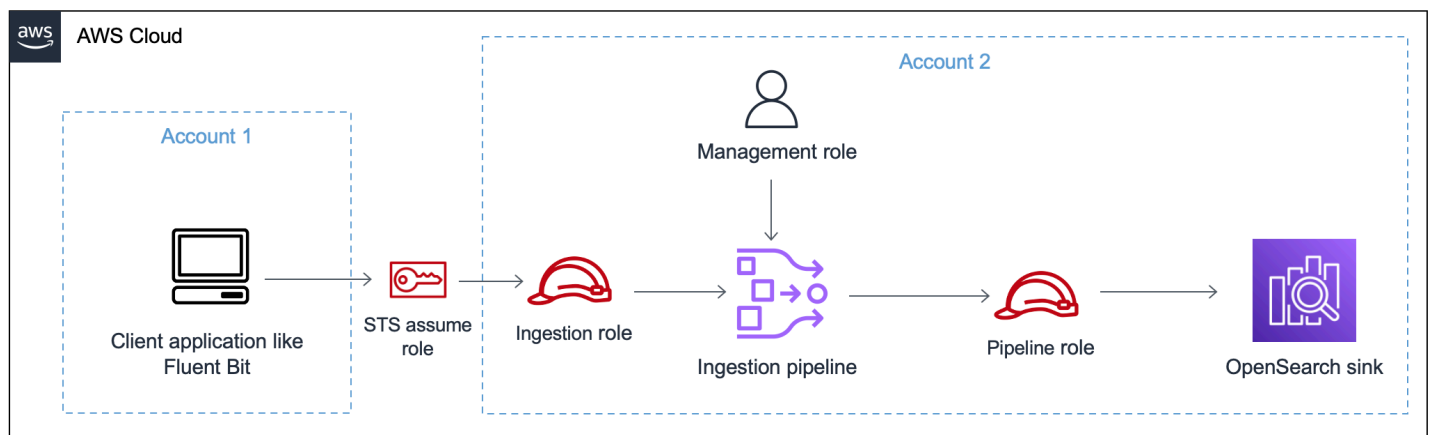 aws
AWS Cloud
Account 2
Management role
Account 1
Client application like
Fluent Bit
STS assume
role
Ingestion role
Ingestion pipeline
Pipeline role
OpenSearch sink